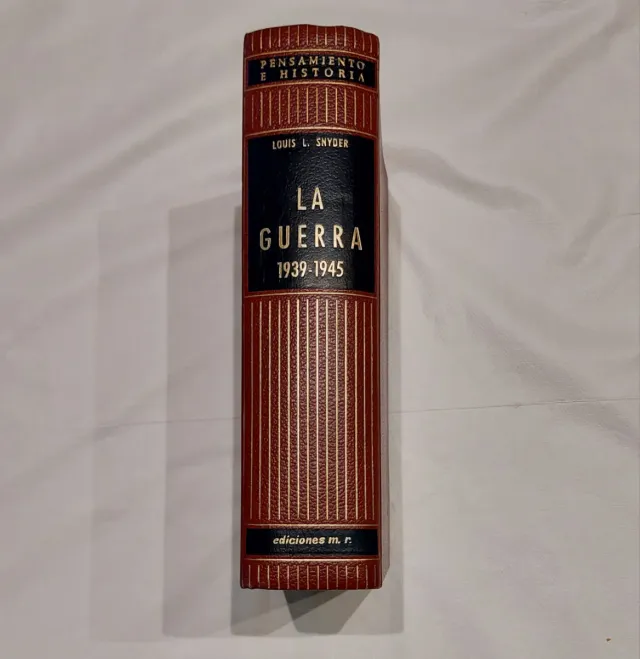 PENSAMIENTO
E HISTORIA
LOUIS L. SNYDER
LA
GUERRA
1939-1945
ediciones m. r.